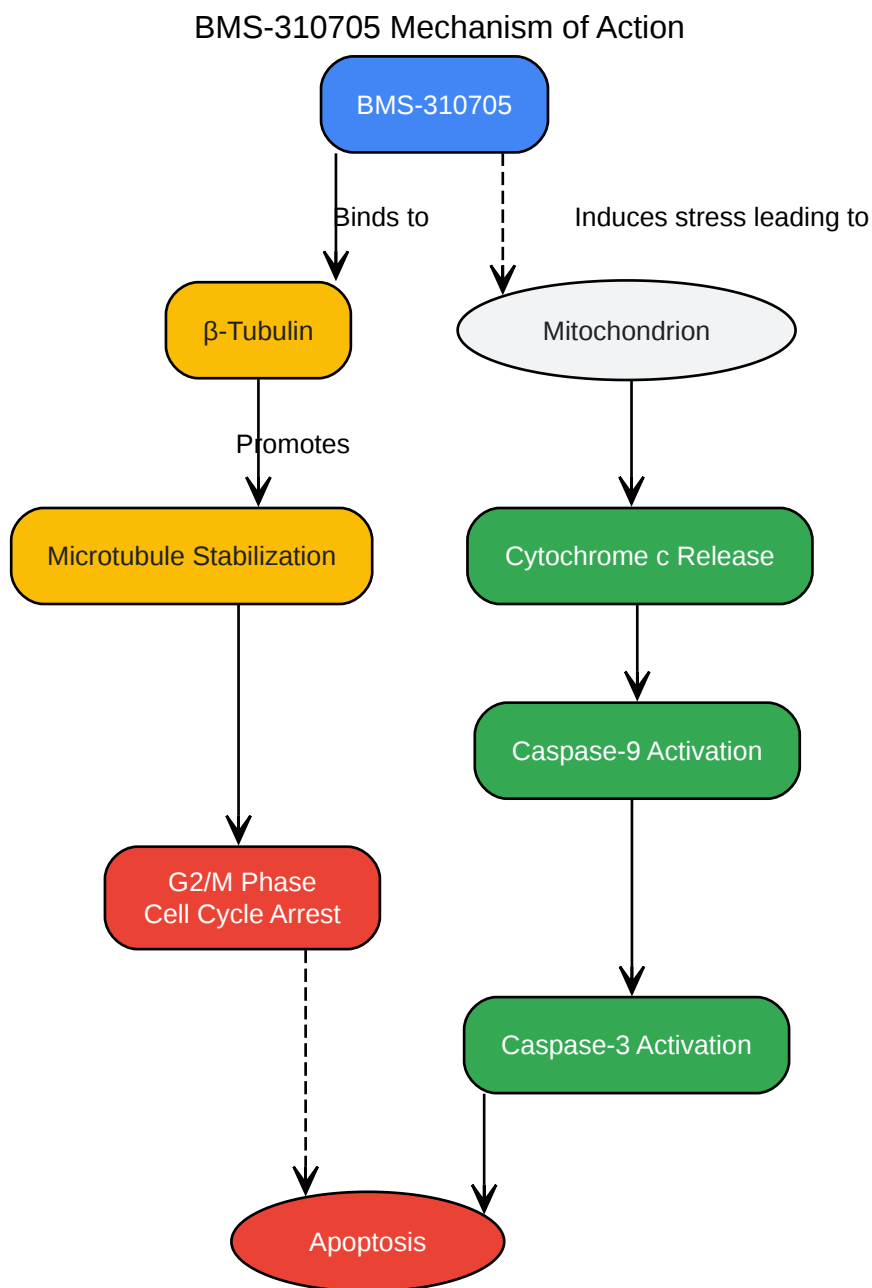 BMS-310705 Mechanism of Action
BMS-310705
Binds to
Induces stress leading to
β-Tubulin
Mitochondrion
Promotes
Microtubule Stabilization
Cytochrome c Release
Caspase-9 Activation
G2/M Phase
Cell Cycle Arrest
Caspase-3 Activation
Apoptosis